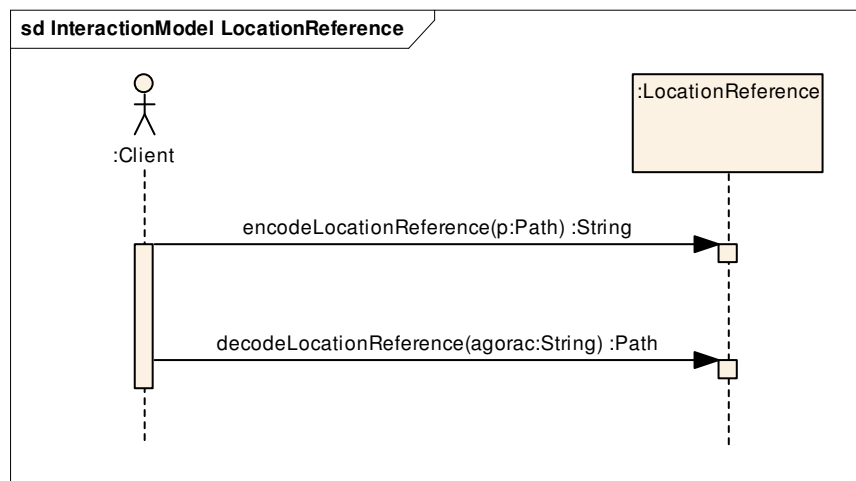 sd InteractionModel LocationReference
:Client
:LocationReference
encodeLocationReference(p:Path) :String
decodeLocationReference(agorac:String) :Path